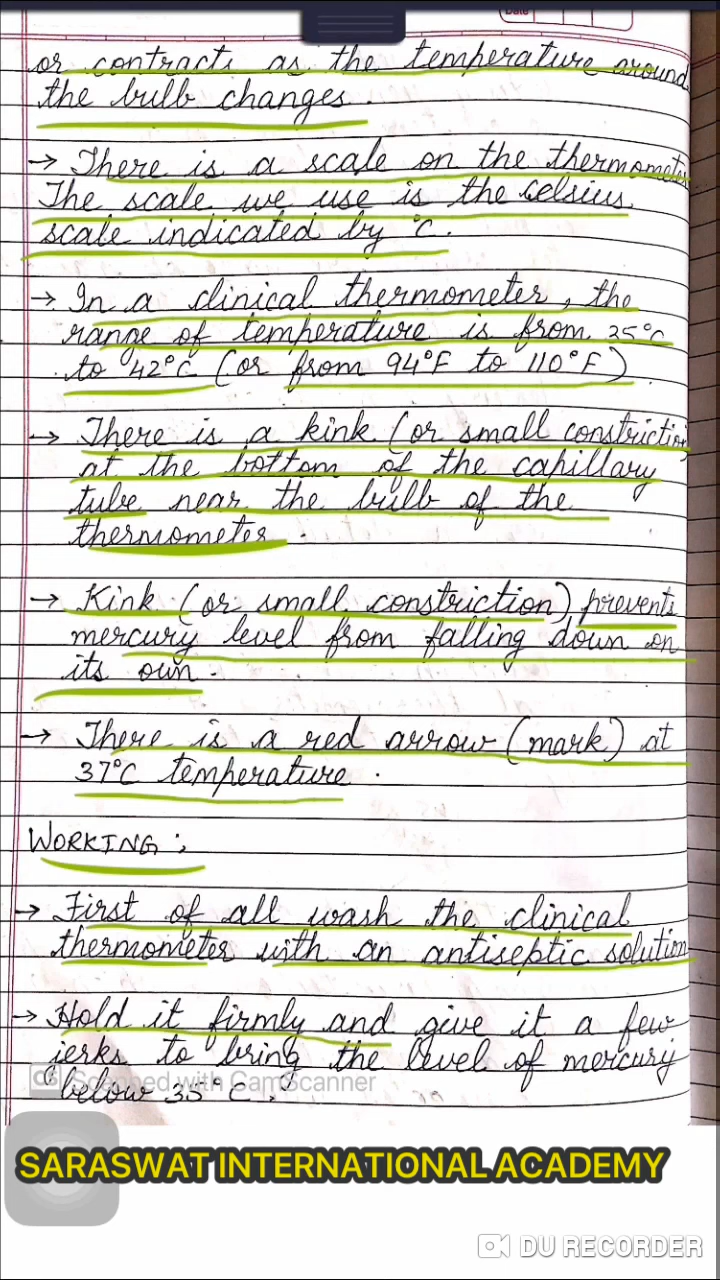 Date
or contracts as the temperature around
the bulb changes.
→ There is a scale on the thermomete
The scale we use is the celsius
scale indicated by °C.
→ In a clinical thermometer, the
range of temperature is from 35°C
to 42°C (or from 94°F to 110°F)
→ There is a kink (or small constriction
at the bottom of the capillary
tube near the bulb of the
thermometer.
→ Kink (or small constriction) prevents
mercury level from falling down on
its own.
→ There is a red arrow (mark) at
37°C temperature.
WORKING:
→ First of all wash the clinical
thermometer with an antiseptic solution
→ Hold it firmly and give it a few
jerks to bring the level of mercury
below 35°C.
CS Scanned with CamScanner
SARASWAT INTERNATIONAL ACADEMY
DU RECORDER